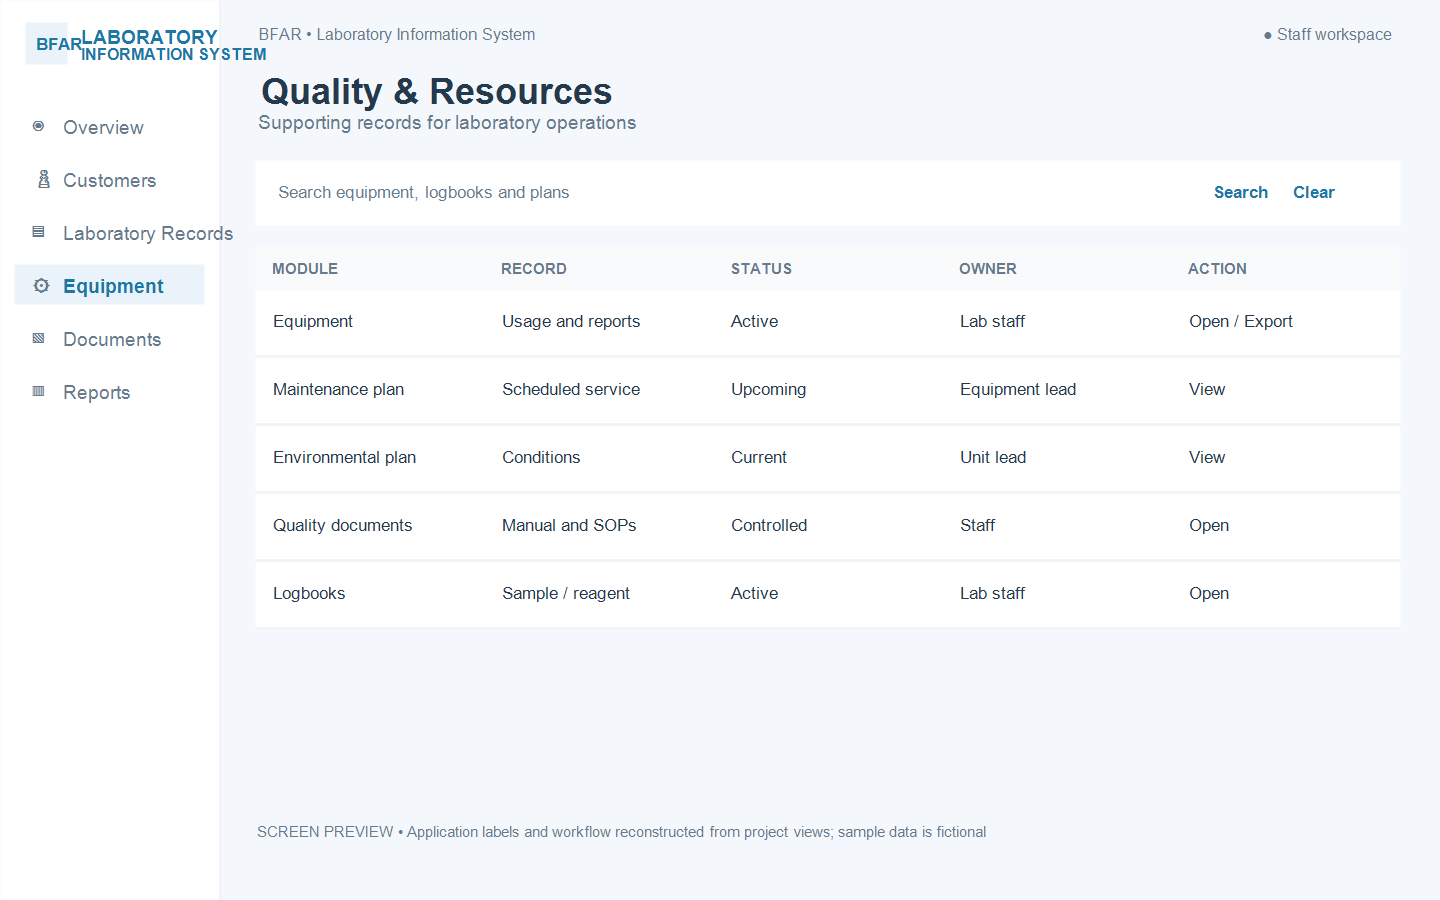 BFAR LABORATORY
INFORMATION SYSTEM
Overview
Customers
Laboratory Records
Equipment
Documents
Reports
BFAR • Laboratory Information System
● Staff workspace
Quality & Resources
Supporting records for laboratory operations
Search equipment, logbooks and plans Search Clear
MODULE RECORD STATUS OWNER ACTION
Equipment Usage and reports Active Lab staff Open / Export
Maintenance plan Scheduled service Upcoming Equipment lead View
Environmental plan Conditions Current Unit lead View
Quality documents Manual and SOPs Controlled Staff Open
Logbooks Sample / reagent Active Lab staff Open
SCREEN PREVIEW • Application labels and workflow reconstructed from project views; sample data is fictional